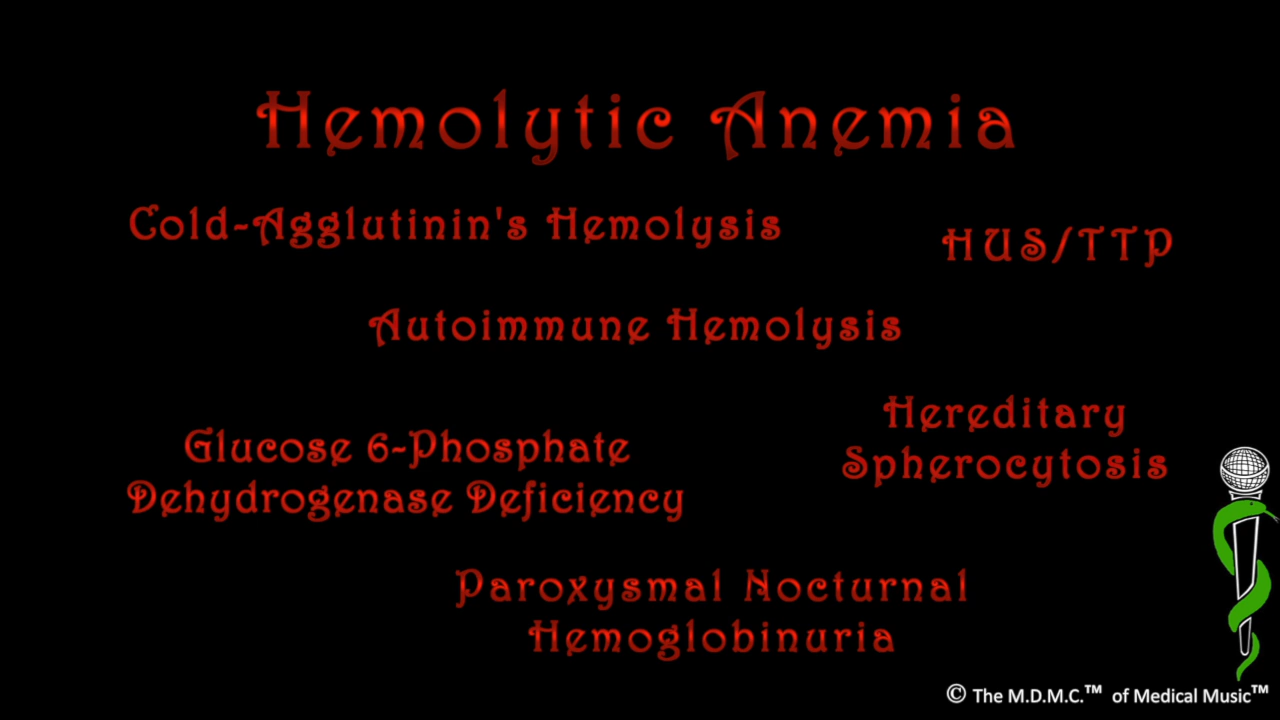 Hemolytic Anemia
Cold-Agglutinin's Hemolysis
HUS/TTP
Autoimmune Hemolysis
Hereditary
Spherocytosis
Glucose 6-Phosphate
Dehydrogenase Deficiency
Paroxysmal Nocturnal
Hemoglobinuria
© The M.D.M.C.™ of Medical Music™